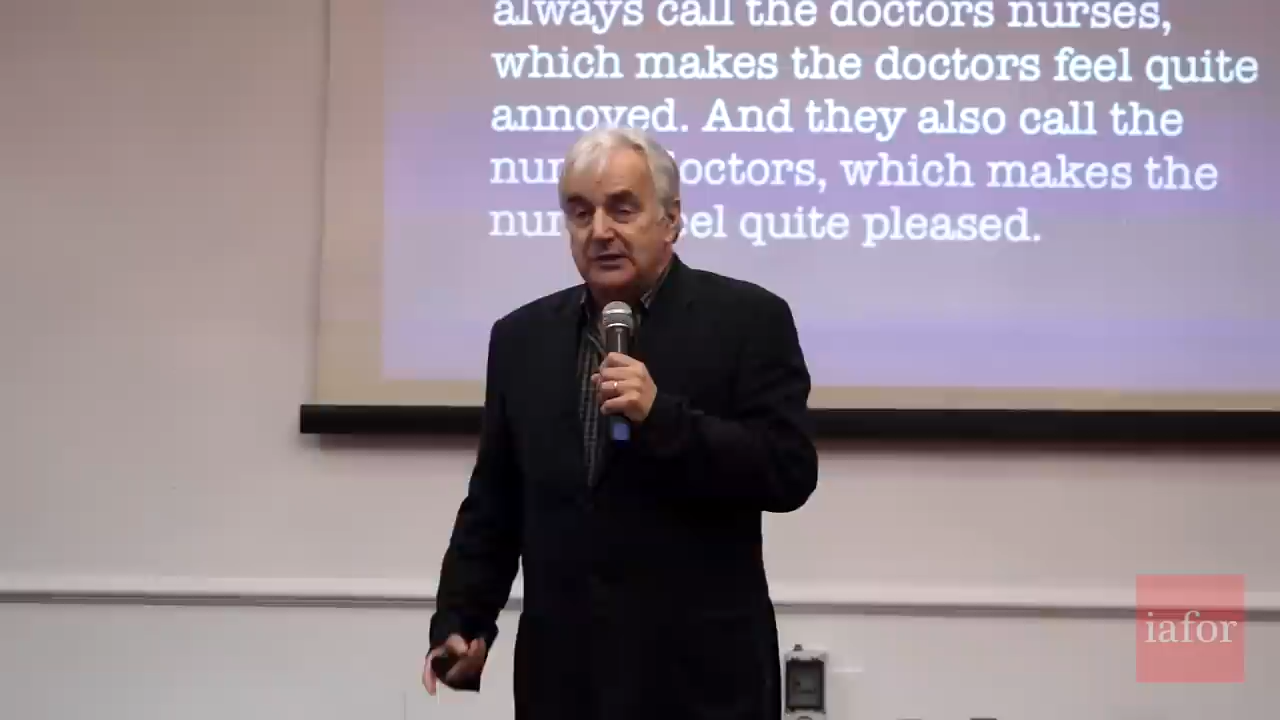 always call the doctors nurses,
which makes the doctors feel quite
annoyed. And they also call the
doctors, which makes the
quite pleased.
iafor